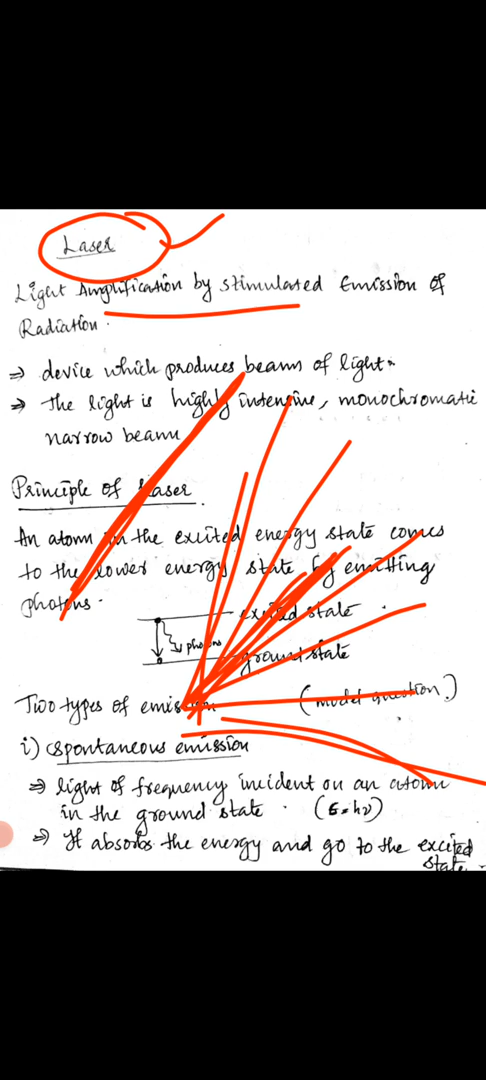 Laser
Light Amplification by Stimulated Emission of
Radiation.
⇒ device which produces beam of light.
⇒ The light is highly intensive, monochromatic
narrow beam
Principle of Laser
An atom in the excited energy state comes
to the lower energy state by emitting
photons.
excited state
photons
ground state
Two types of emission (model question)
i) spontaneous emission
⇒ light of frequency incident on an atom
in the ground state. (E=hν)
⇒ It absorbs the energy and go to the excited
state.